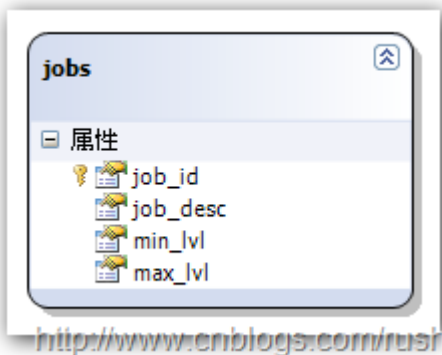 jobs
属性
job_id
job_desc
min_lvl
max_lvl
http://www.cnblogs.com/rush